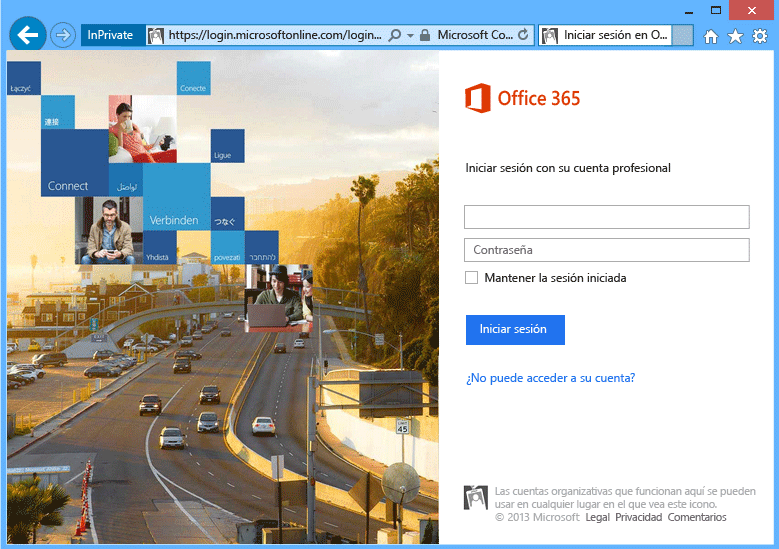 InPrivate
https://login.microsoftonline.com/login...
Microsoft Co...
Iniciar sesión en O...
Łączyć
Conecte
連接
Ligue
Connect
لتواصل
Verbinden
つなぐ
Yhdistä
povezati
להתחבר
SPEED
LIMIT
45
Office 365
Iniciar sesión con su cuenta profesional
Contraseña
Mantener la sesión iniciada
Iniciar sesión
¿No puede acceder a su cuenta?
Las cuentas organizativas que funcionan aquí se pueden
usar en cualquier lugar en el que vea este icono.
© 2013 Microsoft Legal Privacidad Comentarios